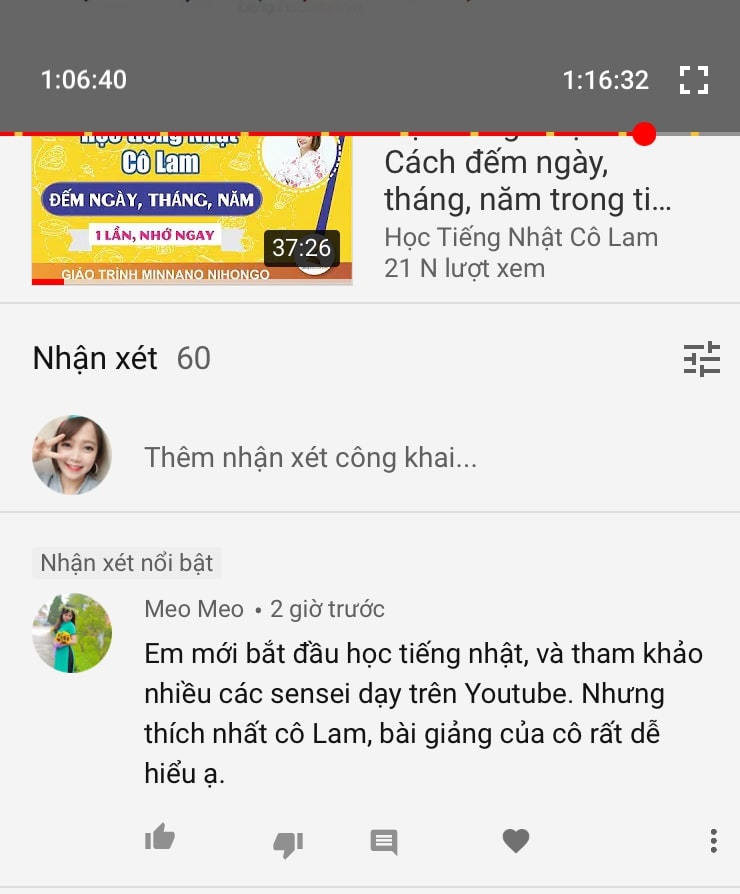 1:06:40
1:16:32
Học tiếng Nhật
Cô Lam
ĐẾM NGÀY, THÁNG, NĂM
1 LẦN, NHỚ NGAY
37:26
GIÁO TRÌNH MINNANO NIHONGO
Cách đếm ngày,
tháng, năm trong ti...
Học Tiếng Nhật Cô Lam
21 N lượt xem
Nhận xét 60
Thêm nhận xét công khai...
Nhận xét nổi bật
Meo Meo • 2 giờ trước
Em mới bắt đầu học tiếng nhật, và tham khảo
nhiều các sensei dạy trên Youtube. Nhưng
thích nhất cô Lam, bài giảng của cô rất dễ
hiểu ạ.